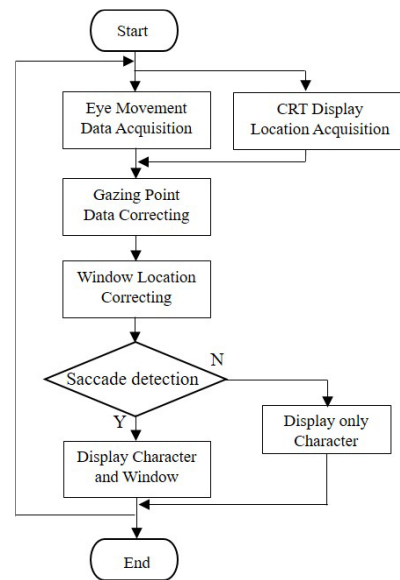 Start
Eye Movement
Data Acquisition
CRT Display
Location Acquisition
Gazing Point
Data Correcting
Window Location
Correcting
Saccade detection
N
Y
Display only
Character
Display Character
and Window
End